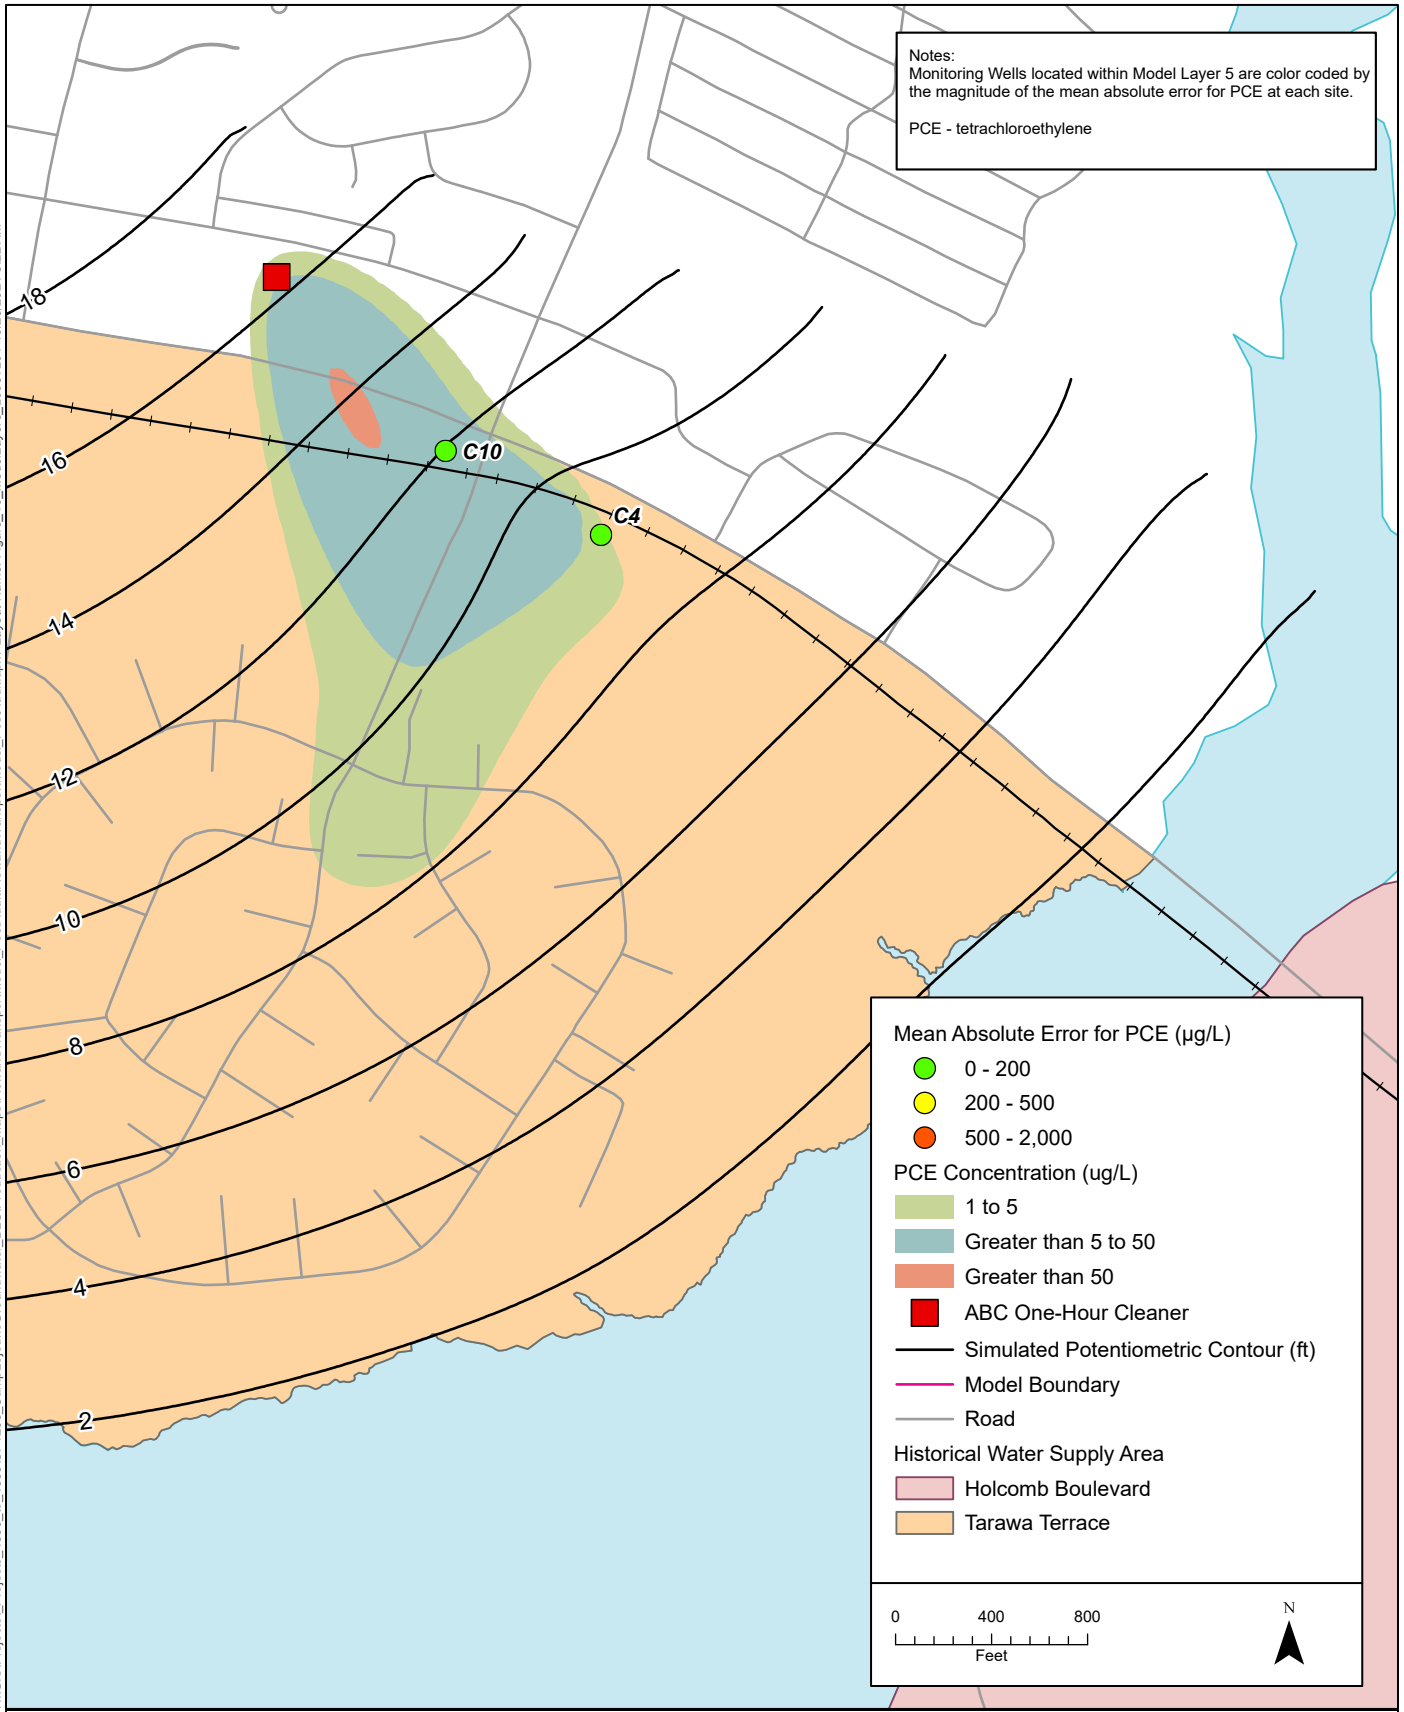 Notes:
Monitoring Wells located within Model Layer 5 are color coded by
the magnitude of the mean absolute error for PCE at each site.
PCE - tetrachloroethylene
18
16
C10
C4
14
12
10
8
6
4
2
Mean Absolute Error for PCE (µg/L)
0 - 200
200 - 500
500 - 2,000
PCE Concentration (ug/L)
1 to 5
Greater than 5 to 50
Greater than 50
ABC One-Hour Cleaner
Simulated Potentiometric Contour (ft)
Model Boundary
Road
Historical Water Supply Area
Holcomb Boulevard
Tarawa Terrace
0 400 800
Feet
N